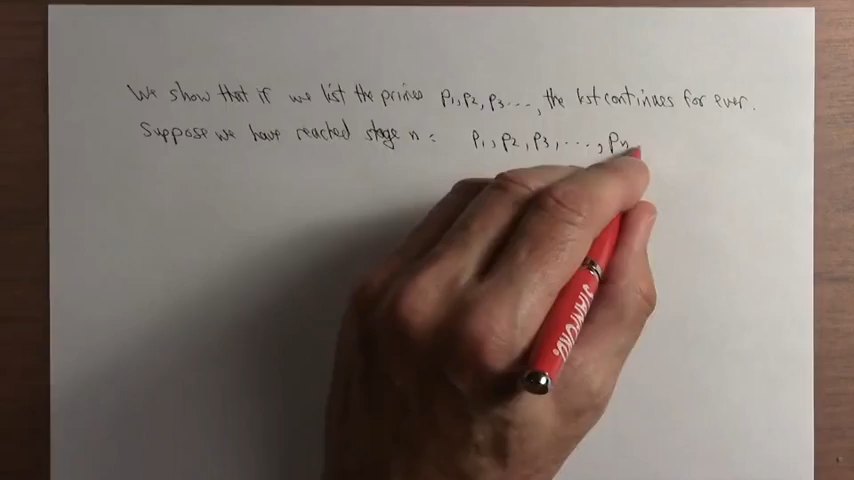 We show that if we list the primes p₁, p₂, p₃ ..., the list continues for ever.
Suppose we have reached stage n : p₁, p₂, p₃, ..., pₙ
STANFORD